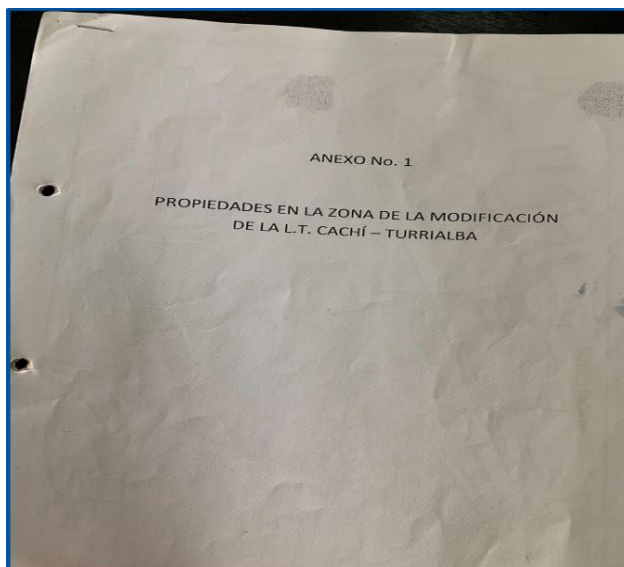 ANEXO No. 1
PROPIEDADES EN LA ZONA DE LA MODIFICACIÓN
DE LA L.T. CACHÍ – TURRIALBA